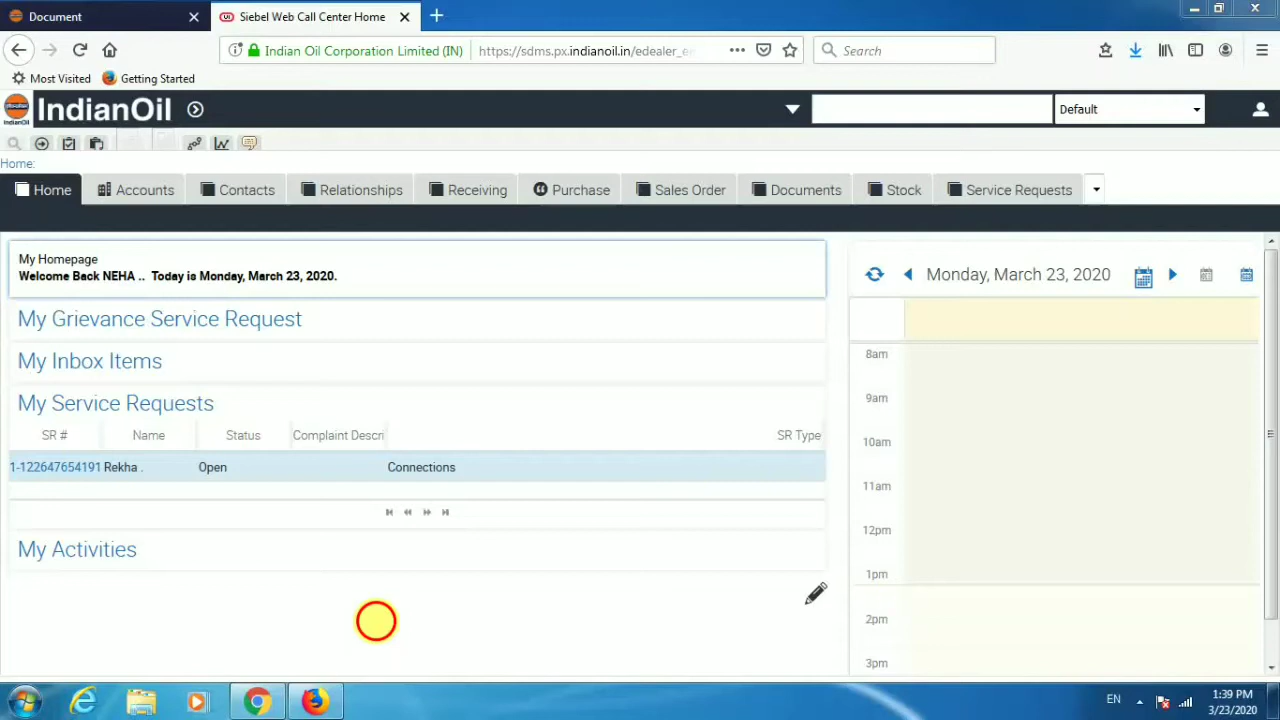 Document
Siebel Web Call Center Home
Indian Oil Corporation Limited (IN) https://sdms.px.indianoil.in/edealer_e
Search
Most Visited Getting Started
IndianOil
Default
Home:
Home Accounts Contacts Relationships Receiving Purchase Sales Order Documents Stock Service Requests
My Homepage
Welcome Back NEHA .. Today is Monday, March 23, 2020.
My Grievance Service Request
My Inbox Items
My Service Requests
SR # Name Status Complaint Descri SR Type
1-122647654191 Rekha . Open Connections
My Activities
Monday, March 23, 2020
8am
9am
10am
11am
12pm
1pm
2pm
3pm
EN
1:39 PM
3/23/2020